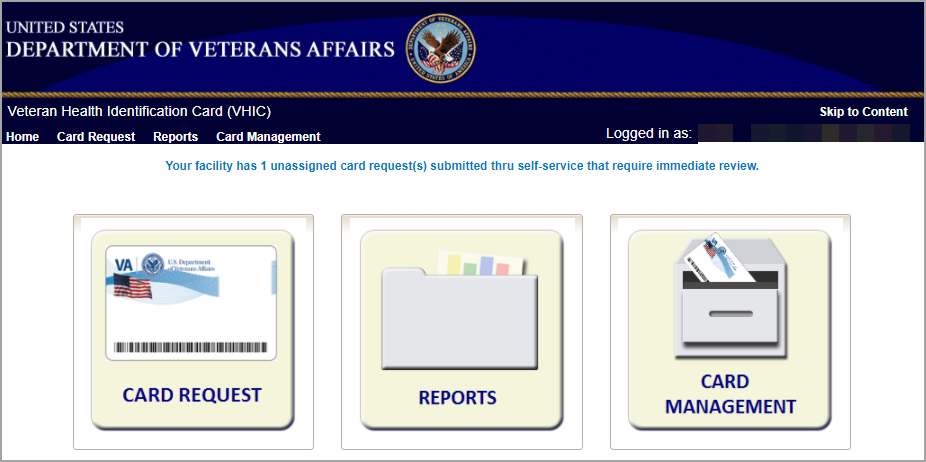 UNITED STATES
DEPARTMENT OF VETERANS AFFAIRS
Veteran Health Identification Card (VHIC)
Skip to Content
Home Card Request Reports Card Management
Logged in as:
Your facility has 1 unassigned card request(s) submitted thru self-service that require immediate review.
VA
U.S. Department
of Veterans Affairs
CARD REQUEST
REPORTS
CARD
MANAGEMENT